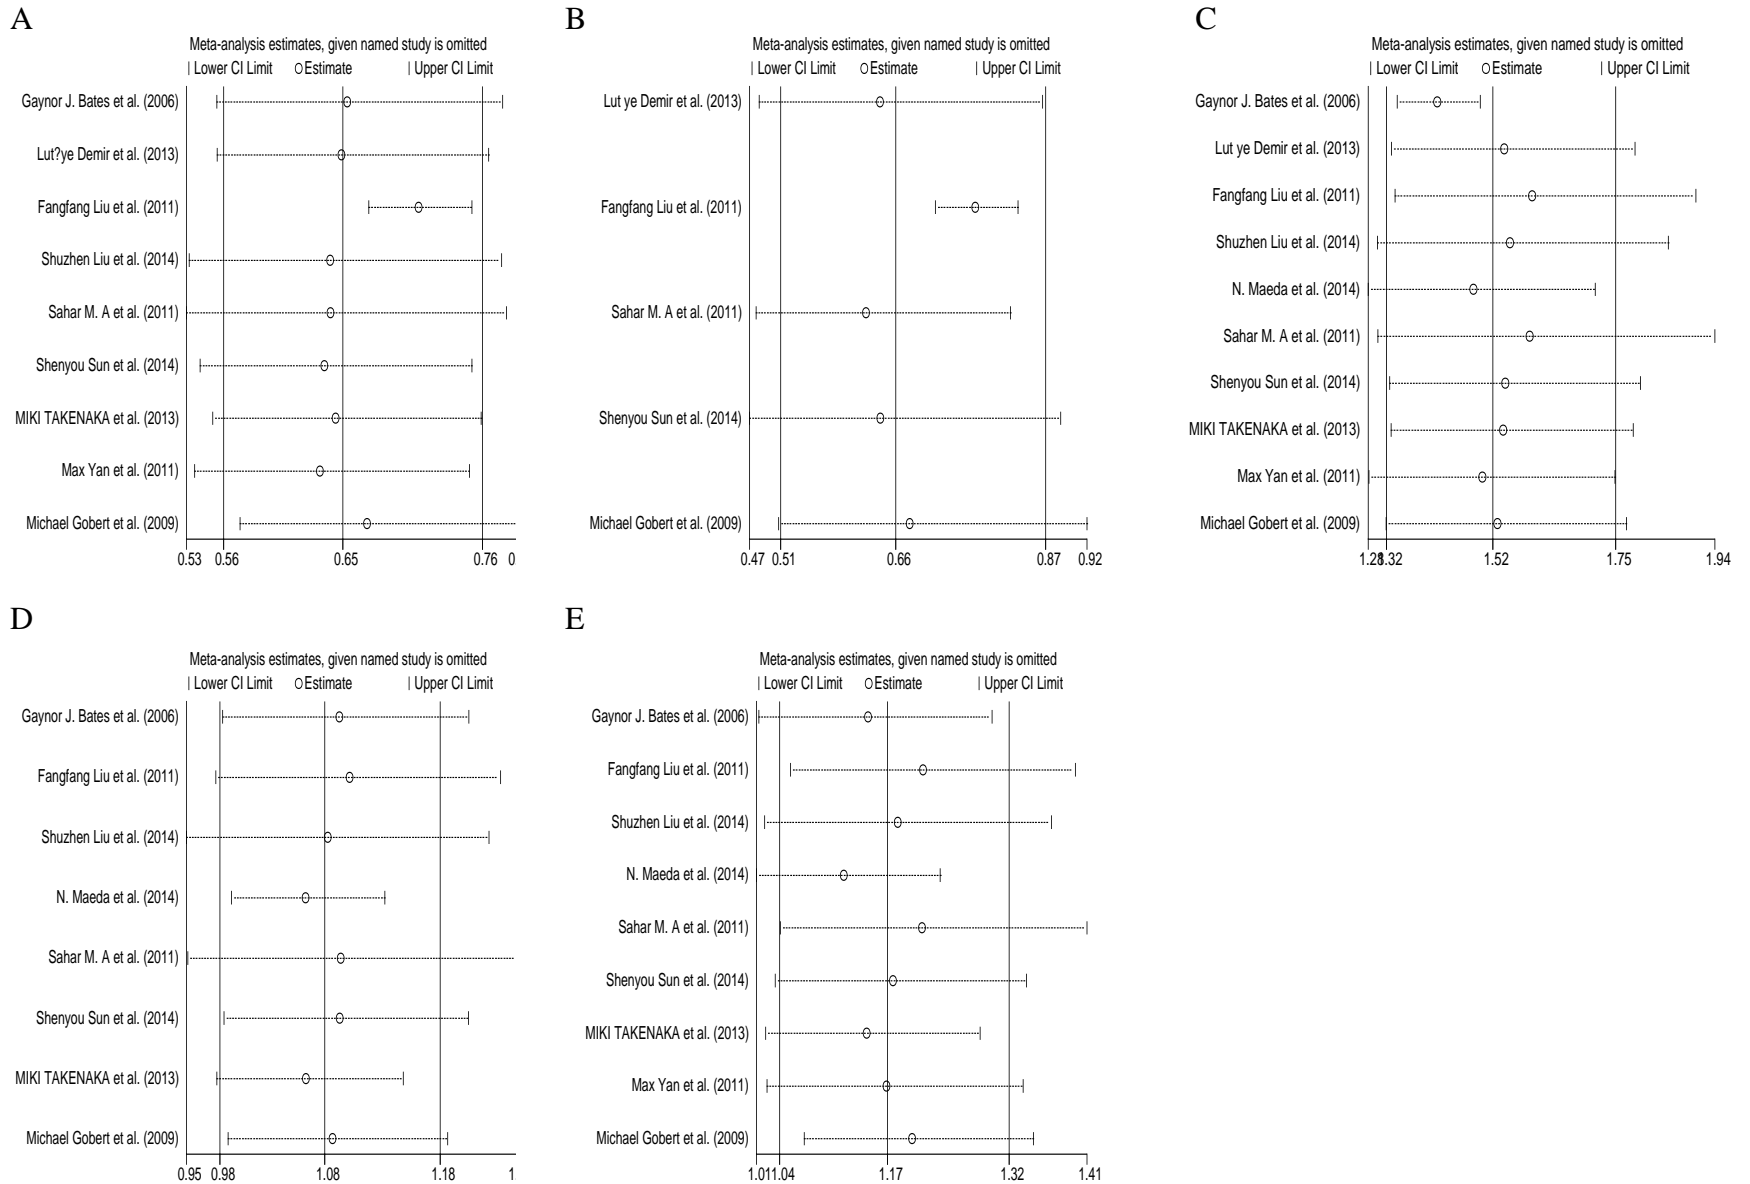 A
Meta-analysis estimates, given named study is omitted
Lower CI Limit Estimate Upper CI Limit
Gaynor J. Bates et al. (2006)
Lut?ye Demir et al. (2013)
Fangfang Liu et al. (2011)
Shuzhen Liu et al. (2014)
Sahar M. A et al. (2011)
Shenyou Sun et al. (2014)
MIKI TAKENAKA et al. (2013)
Max Yan et al. (2011)
Michael Gobert et al. (2009)
0.53 0.56 0.65 0.76 0
B
Meta-analysis estimates, given named study is omitted
Lower CI Limit Estimate Upper CI Limit
Lut ye Demir et al. (2013)
Fangfang Liu et al. (2011)
Sahar M. A et al. (2011)
Shenyou Sun et al. (2014)
Michael Gobert et al. (2009)
0.47 0.51 0.66 0.87 0.92
C
Meta-analysis estimates, given named study is omitted
Lower CI Limit Estimate Upper CI Limit
Gaynor J. Bates et al. (2006)
Lut ye Demir et al. (2013)
Fangfang Liu et al. (2011)
Shuzhen Liu et al. (2014)
N. Maeda et al. (2014)
Sahar M. A et al. (2011)
Shenyou Sun et al. (2014)
MIKI TAKENAKA et al. (2013)
Max Yan et al. (2011)
Michael Gobert et al. (2009)
1.32 1.52 1.75 1.94
D
Meta-analysis estimates, given named study is omitted
Lower CI Limit Estimate Upper CI Limit
Gaynor J. Bates et al. (2006)
Fangfang Liu et al. (2011)
Shuzhen Liu et al. (2014)
N. Maeda et al. (2014)
Sahar M. A et al. (2011)
Shenyou Sun et al. (2014)
MIKI TAKENAKA et al. (2013)
Michael Gobert et al. (2009)
0.95 0.98 1.08 1.18 1.
E
Meta-analysis estimates, given named study is omitted
Lower CI Limit Estimate Upper CI Limit
Gaynor J. Bates et al. (2006)
Fangfang Liu et al. (2011)
Shuzhen Liu et al. (2014)
N. Maeda et al. (2014)
Sahar M. A et al. (2011)
Shenyou Sun et al. (2014)
MIKI TAKENAKA et al. (2013)
Max Yan et al. (2011)
Michael Gobert et al. (2009)
1.01 1.04 1.17 1.32 1.41